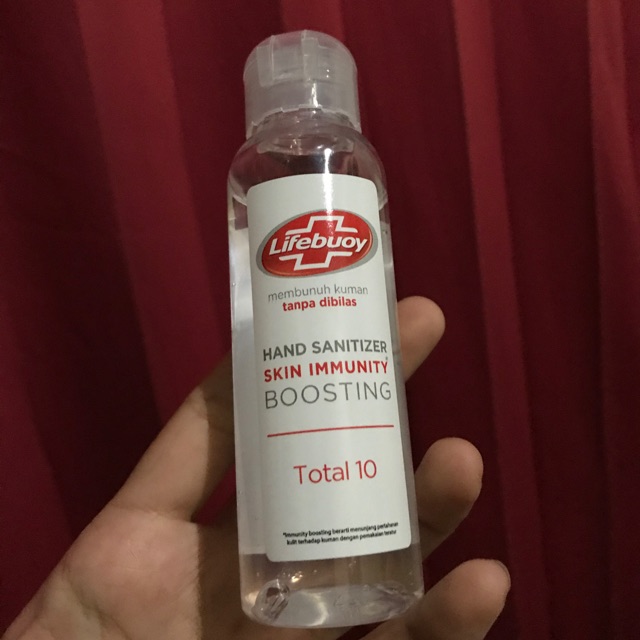 Lifebuoy
membunuh kuman
tanpa dibilas
HAND SANITIZER
SKIN IMMUNITY*
BOOSTING
Total 10
*Immunity boosting berarti menunjang pertahanan
kulit terhadap kuman dengan pemakaian teratur